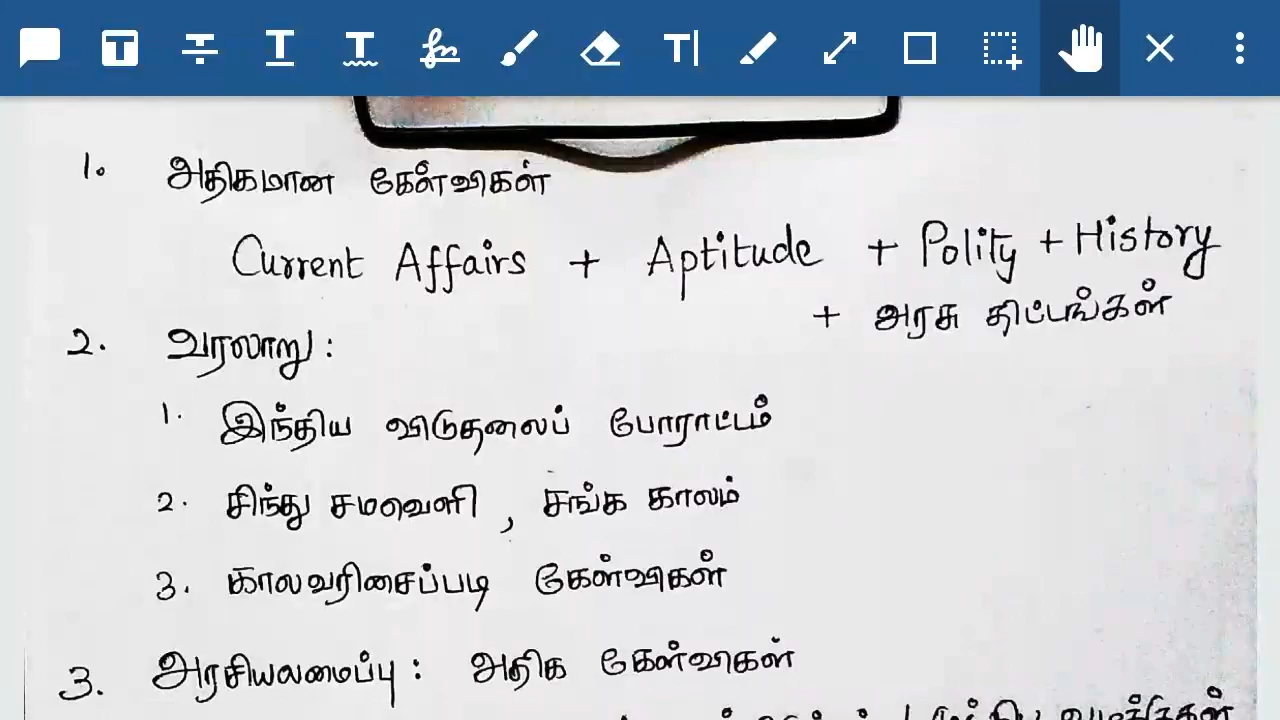 1. அதிகமான கேள்விகள்
Current Affairs + Aptitude + Polity + History
+ அரசு திட்டங்கள்
2. வரலாறு :
1. இந்திய விடுதலைப் போராட்டம்
2. சிந்து சமவெளி , சங்க காலம்
3. காலவரிசைப்படி கேள்விகள்
3. அரசியலமைப்பு : அதிக கேள்விகள்